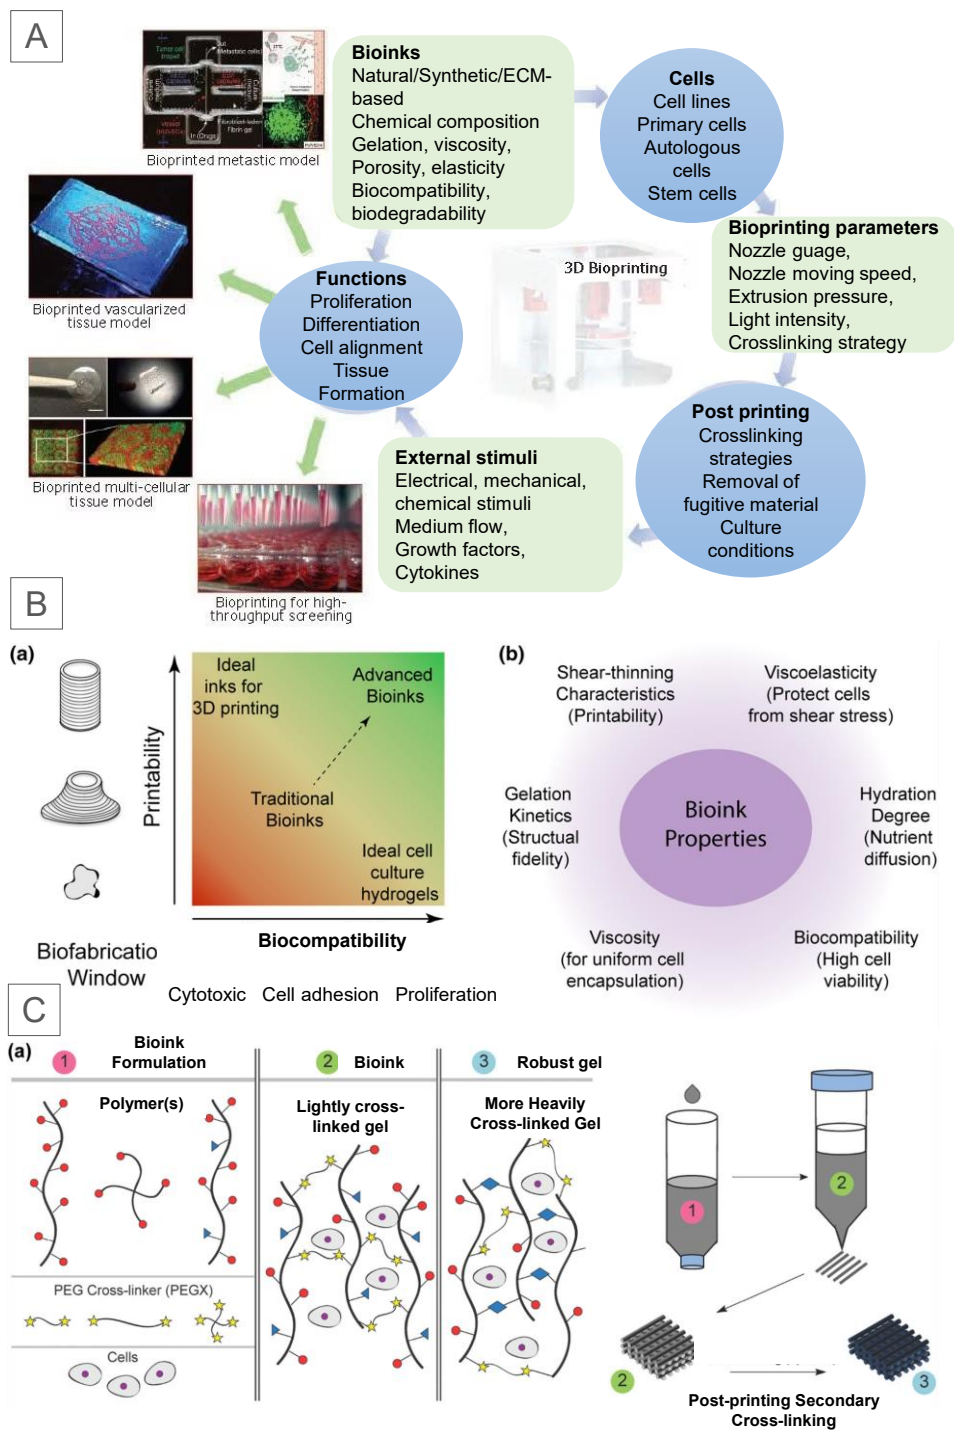 A
Bioprinted metastic model
Bioinks
Natural/Synthetic/ECM-
based
Chemical composition
Gelation, viscosity,
Porosity, elasticity
Biocompatibility,
biodegradability
Cells
Cell lines
Primary cells
Autologous
cells
Stem cells
Bioprinted vascularized
tissue model
Functions
Proliferation
Differentiation
Cell alignment
Tissue
Formation
3D Bioprinting
Bioprinting parameters
Nozzle guage,
Nozzle moving speed,
Extrusion pressure,
Light intensity,
Crosslinking strategy
Bioprinted multi-cellular
tissue model
Post printing
Crosslinking
strategies
Removal of
fugitive material
Culture
conditions
External stimuli
Electrical, mechanical,
chemical stimuli
Medium flow,
Growth factors,
Cytokines
Bioprinting for high-
throughput screening
B
(a)
Printability
Ideal
inks for
3D printing
Advanced
Bioinks
Traditional
Bioinks
Ideal cell
culture
hydrogels
Biocompatibility
Biofabricatio
Window
Cytotoxic Cell adhesion Proliferation
(b)
Shear-thinning
Characteristics
(Printability)
Viscoelasticity
(Protect cells
from shear stress)
Gelation
Kinetics
(Structual
fidelity)
Bioink
Properties
Hydration
Degree
(Nutrient
diffusion)
Viscosity
(for uniform cell
encapsulation)
Biocompatibility
(High cell
viability)
C
(a)
1
Bioink
Formulation
Polymer(s)
PEG Cross-linker (PEGX)
Cells
2
Bioink
Lightly cross-
linked gel
3
Robust gel
More Heavily
Cross-linked Gel
1
2
2
3
Post-printing Secondary
Cross-linking